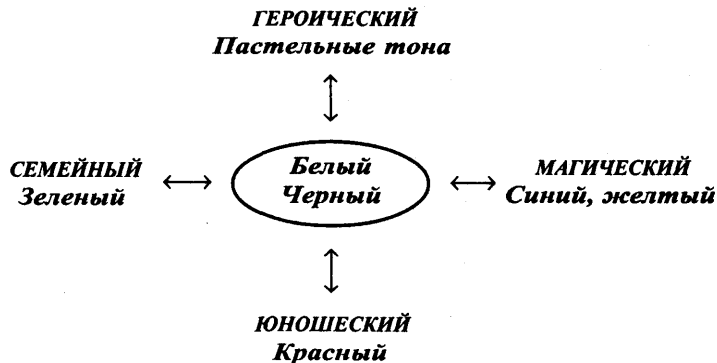 ГЕРОИЧЕСКИЙ
Пастельные тона
СЕМЕЙНЫЙ
Зеленый
Белый
Черный
МАГИЧЕСКИЙ
Синий, желтый
ЮНОШЕСКИЙ
Красный